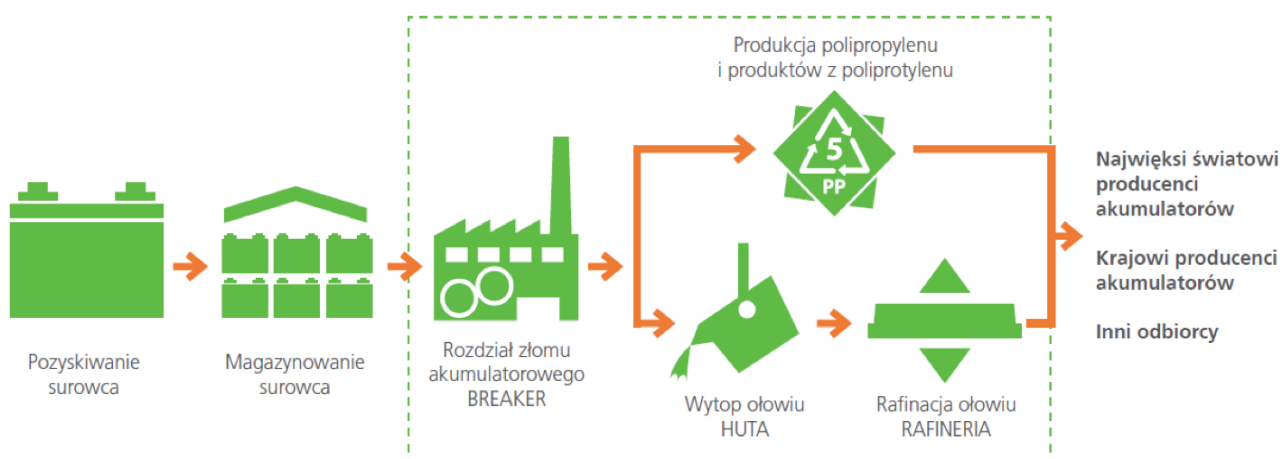 Produkcja polipropylenu
i produktów z poliprotylenu
5
PP
Pozyskiwanie
surowca
Magazynowanie
surowca
Rozdział złomu
akumulatorowego
BREAKER
Wytop ołowiu
HUTA
Rafinacja ołowiu
RAFINERIA
Najwięksi światowi
producenci
akumulatorów
Krajowi producenci
akumulatorów
Inni odbiorcy